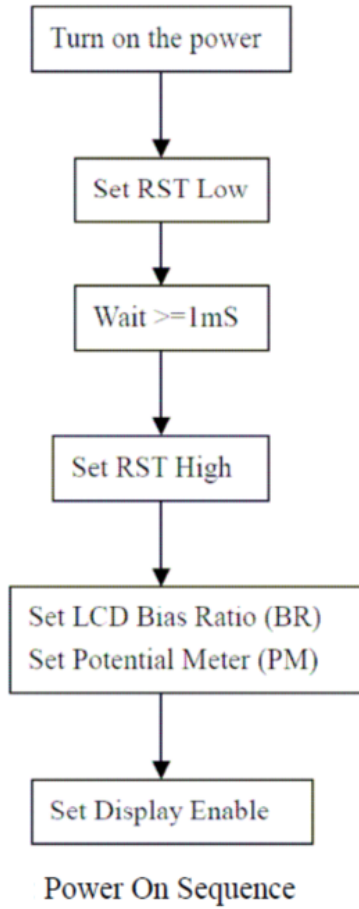 Turn on the power
Set RST Low
Wait >=1mS
Set RST High
Set LCD Bias Ratio (BR)
Set Potential Meter (PM)
Set Display Enable
Power On Sequence